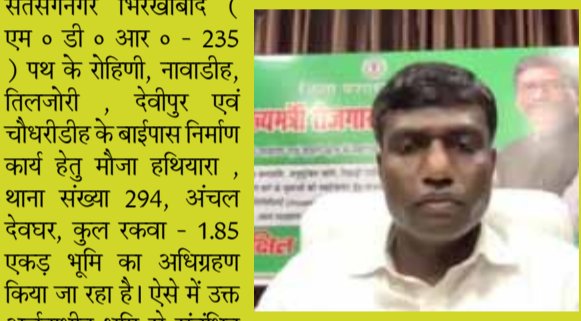 सतसंगनगर भिरखाबाद (
एम ० डी ० आर ० - 235
) पथ के रोहिणी, नावाडीह,
तिलजोरी , देवीपुर एवं
चौधरीडीह के बाईपास निर्माण
कार्य हेतु मौजा हथियारा ,
थाना संख्या 294, अंचल
देवघर, कुल रकवा - 1.85
एकड़ भूमि का अधिग्रहण
किया जा रहा है। ऐसे में उक्त
जिला
ख्यमंत्री रोजगार